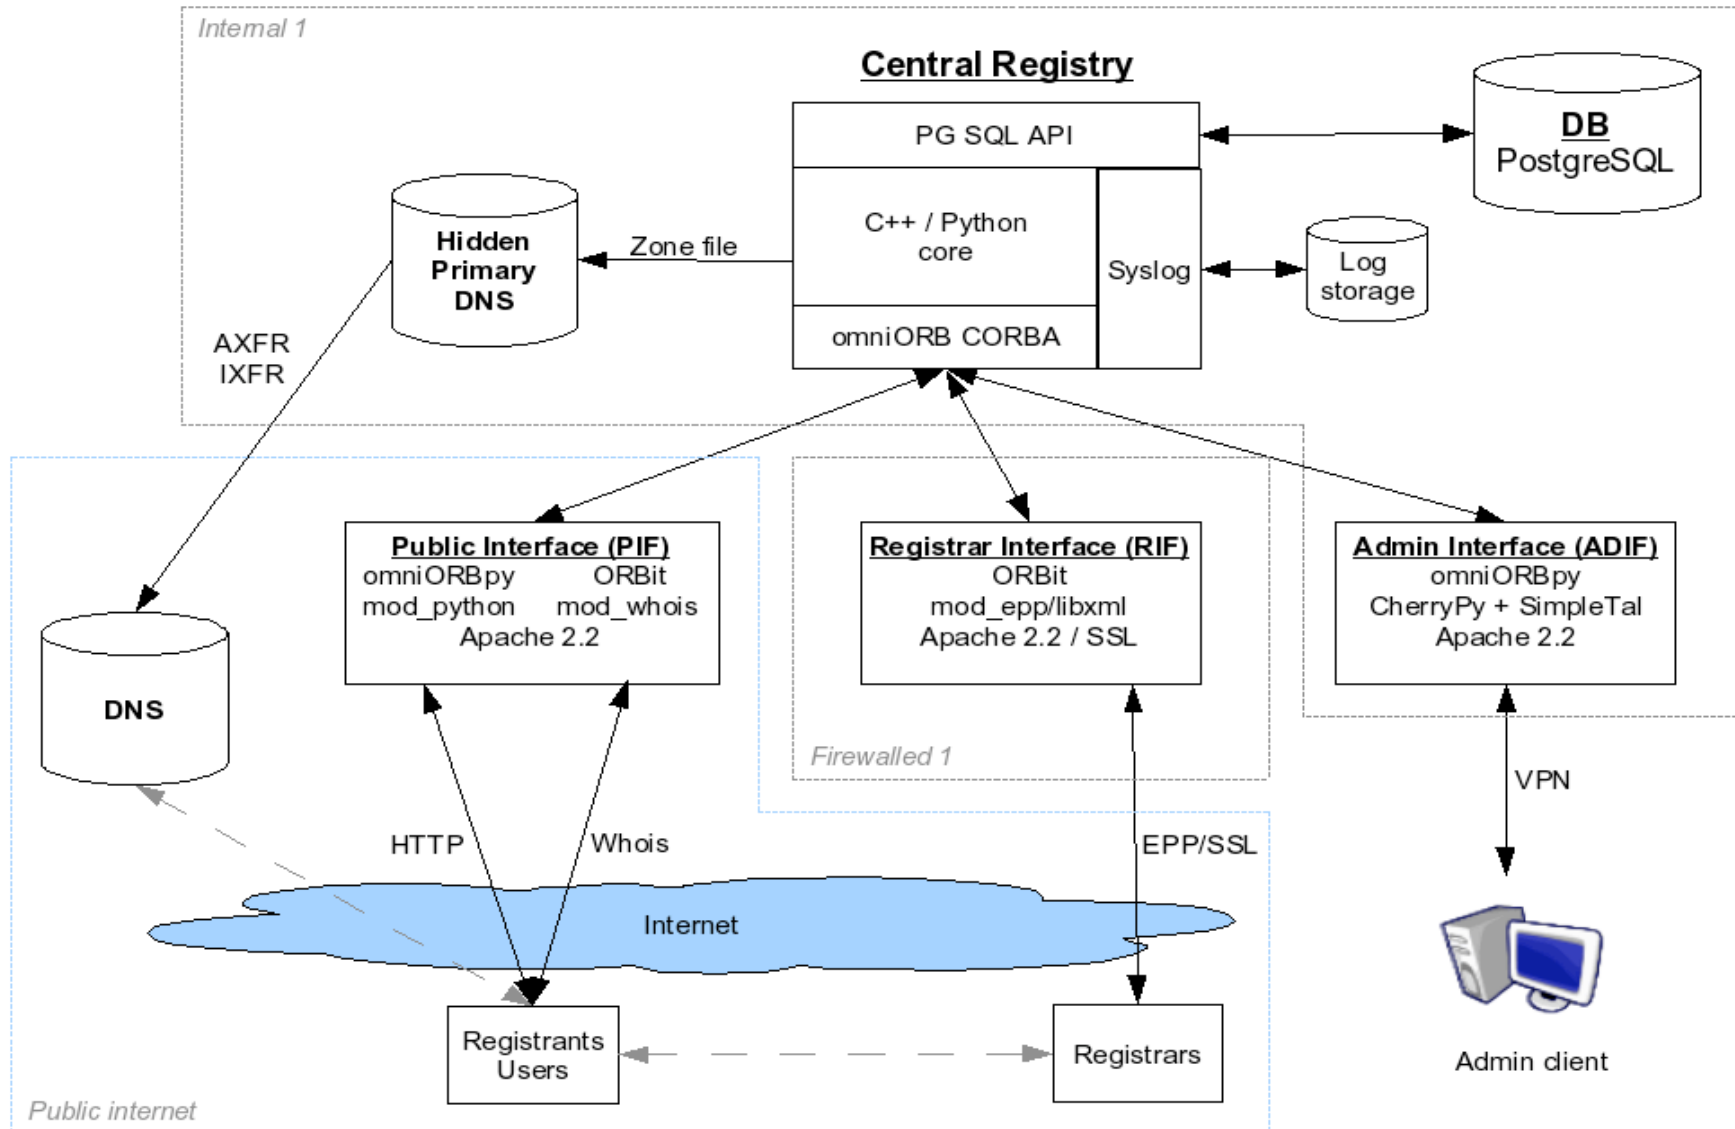 Internal 1
Central Registry
PG SQL API
DB
PostgreSQL
C++ / Python
core
Syslog
Log
storage
omniORB CORBA
Zone file
Hidden
Primary
DNS
AXFR
IXFR
Public Interface (PIF)
omniORBpy ORBit
mod_python mod_whois
Apache 2.2
Registrar Interface (RIF)
ORBit
mod_epp/libxml
Apache 2.2 / SSL
Admin Interface (ADIF)
omniORBpy
CherryPy + SimpleTal
Apache 2.2
DNS
Firewalled 1
HTTP
Whois
EPP/SSL
VPN
Internet
Registrants
Users
Registrars
Admin client
Public internet